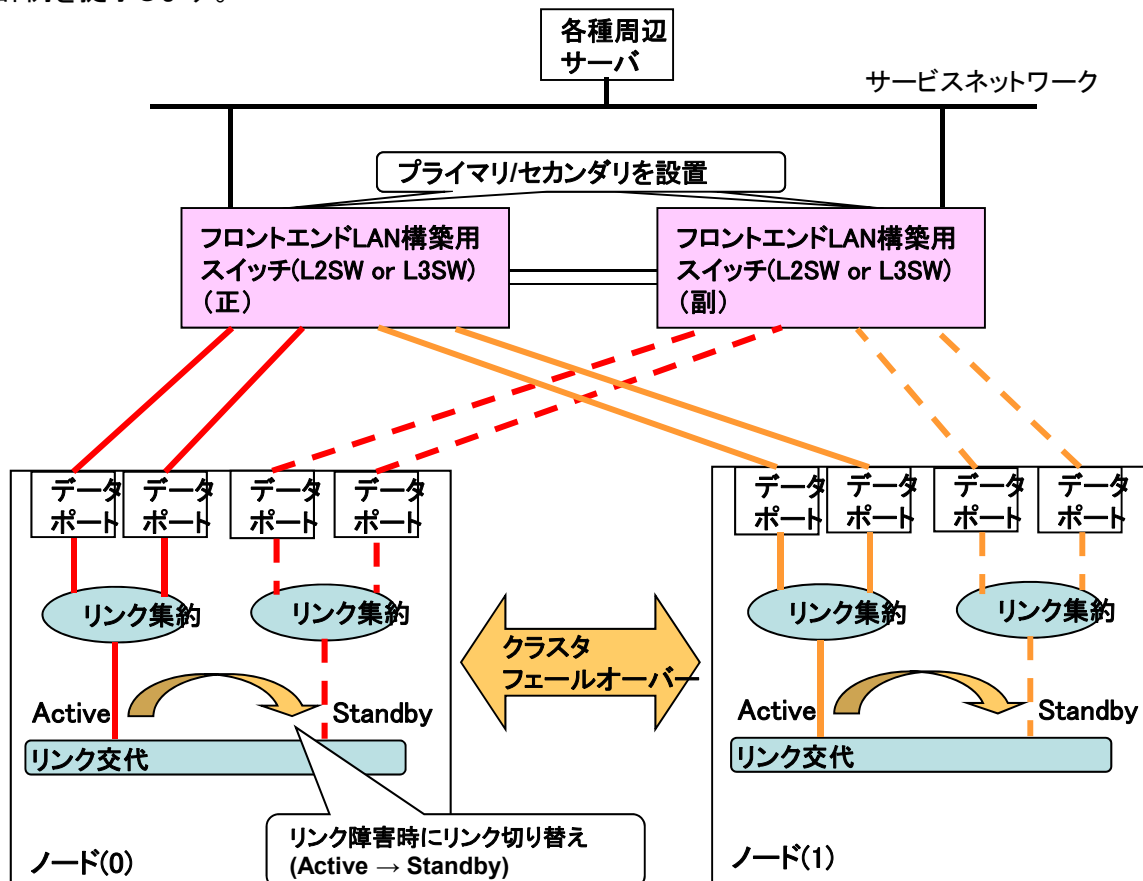 各種周辺
サーバ
サービスネットワーク
プライマリ/セカンダリを設置
フロントエンドLAN構築用
スイッチ(L2SW or L3SW)
（正）
フロントエンドLAN構築用
スイッチ(L2SW or L3SW)
（副）
データ
ポート
データ
ポート
データ
ポート
データ
ポート
データ
ポート
データ
ポート
データ
ポート
データ
ポート
リンク集約
リンク集約
リンク集約
リンク集約
クラスタ
フェールオーバー
Active
Standby
Active
Standby
リンク交代
リンク交代
リンク障害時にリンク切り替え
(Active → Standby)
ノード(0)
ノード(1)